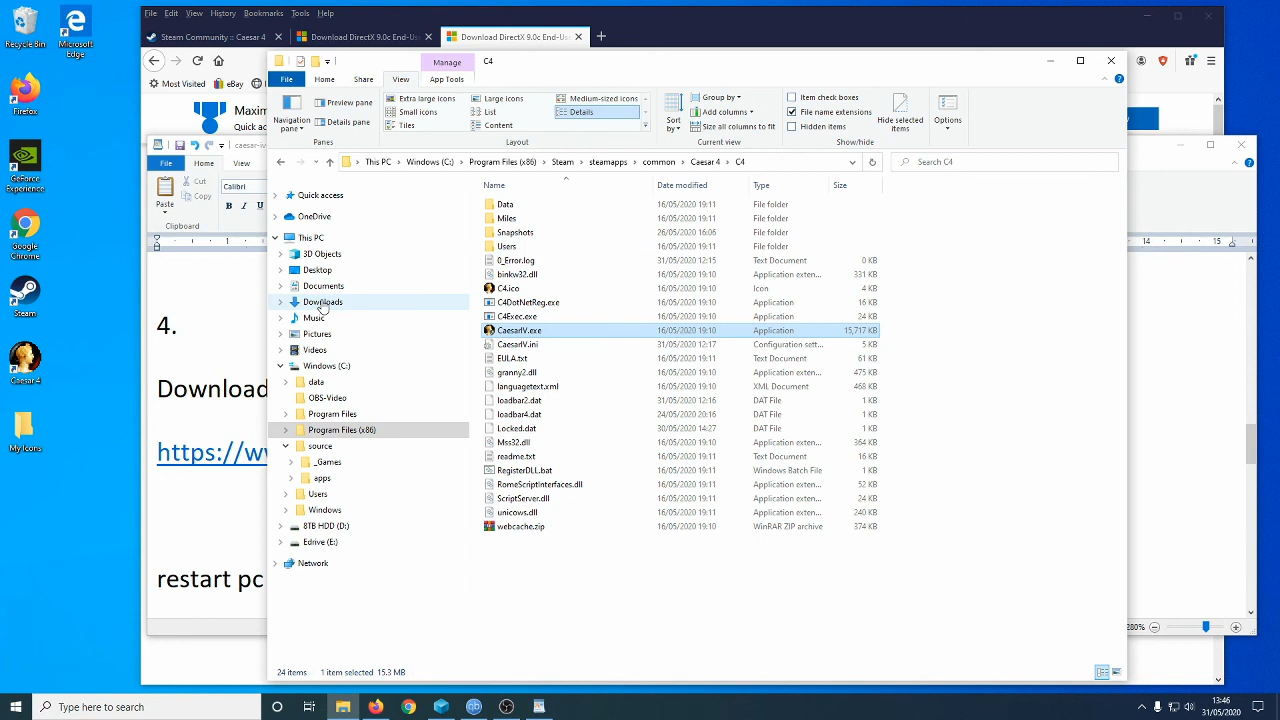 Recycle Bin
Microsoft Edge
Firefox
GeForce Experience
Google Chrome
Steam
Caesar 4
My Icons
File Edit View History Bookmarks Tools Help
Steam Community :: Caesar 4
Download DirectX 9.0c End-Use
Download DirectX 9.0c End-Use
Most Visited
eBay
Maxim
Quick ac
caesar-iv
File Home View
Cut
Copy
Paste
Calibri
B I U
Clipboard
1
14 15
4.
Download
https://ww
restart pc
280%
Manage
C4
File Home Share View App Tools
Navigation pane
Preview pane
Details pane
Panes
Extra large icons
Large icons
Medium-sized icons
Small icons
List
Details
Tiles
Content
Layout
Sort by
Group by
Add columns
Size all columns to fit
Current view
Item check boxes
File name extensions
Hidden items
Hide selected items
Show/hide
Options
This PC > Windows (C:) > Program Files (x86) > Steam > steamapps > common > Caesar 4 > C4
Search C4
Quick access
OneDrive
This PC
3D Objects
Desktop
Documents
Downloads
Music
Pictures
Videos
Windows (C:)
data
OBS-Video
Program Files
Program Files (x86)
source
_Games
apps
Users
Windows
8TB HDD (D:)
Edrive (E:)
Network
Name Date modified Type Size
Data 16/05/2020 19:11 File folder
Miles 16/05/2020 19:11 File folder
Snapshots 26/05/2020 16:06 File folder
Users 16/05/2020 19:11 File folder
0_Error.log 31/05/2020 12:15 Text Document 0 KB
binkw32.dll 16/05/2020 19:10 Application exten... 331 KB
C4.ico 16/05/2020 19:10 Icon 4 KB
C4DotNetReg.exe 16/05/2020 19:10 Application 16 KB
C4Exec.exe 16/05/2020 19:10 Application 24 KB
CaesarIV.exe 16/05/2020 19:10 Application 15,717 KB
CaesarIV.ini 31/05/2020 12:17 Configuration sett... 5 KB
EULA.txt 16/05/2020 19:11 Text Document 61 KB
granny2.dll 16/05/2020 19:10 Application exten... 475 KB
languagetext.xml 16/05/2020 19:10 XML Document 468 KB
loadbar2.dat 31/05/2020 12:16 DAT File 1 KB
loadbar4.dat 24/05/2020 20:16 DAT File 1 KB
Locked.dat 30/05/2020 14:27 DAT File 1 KB
Mss32.dll 16/05/2020 19:10 Application exten... 442 KB
readme.txt 16/05/2020 19:11 Text Document 16 KB
RegisterDLL.bat 16/05/2020 19:11 Windows Batch File 1 KB
RomeScriptInterfaces.dll 16/05/2020 19:11 Application exten... 52 KB
ScriptServer.dll 16/05/2020 19:10 Application exten... 24 KB
unicows.dll 16/05/2020 19:11 Application exten... 240 KB
webcache.zip 16/05/2020 19:10 WinRAR ZIP archive 374 KB
24 items 1 item selected 15.3 MB
Type here to search
13:46
31/05/2020